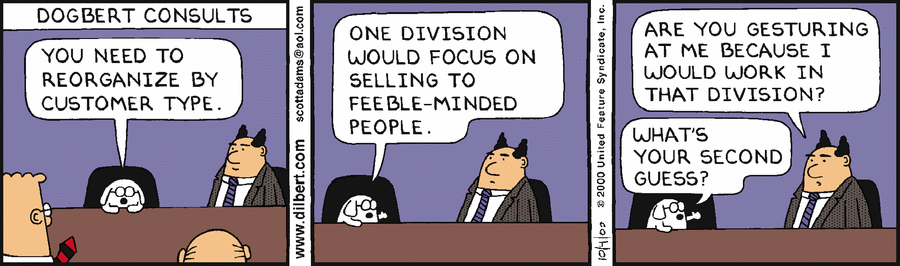 DOGBERT CONSULTS
YOU NEED TO
REORGANIZE BY
CUSTOMER TYPE.
www.dilbert.com
scottadams@aol.com
ONE DIVISION
WOULD FOCUS ON
SELLING TO
FEEBLE-MINDED
PEOPLE.
10/4/00 © 2000 United Feature Syndicate, Inc.
ARE YOU GESTURING
AT ME BECAUSE I
WOULD WORK IN
THAT DIVISION?
WHAT'S
YOUR SECOND
GUESS?